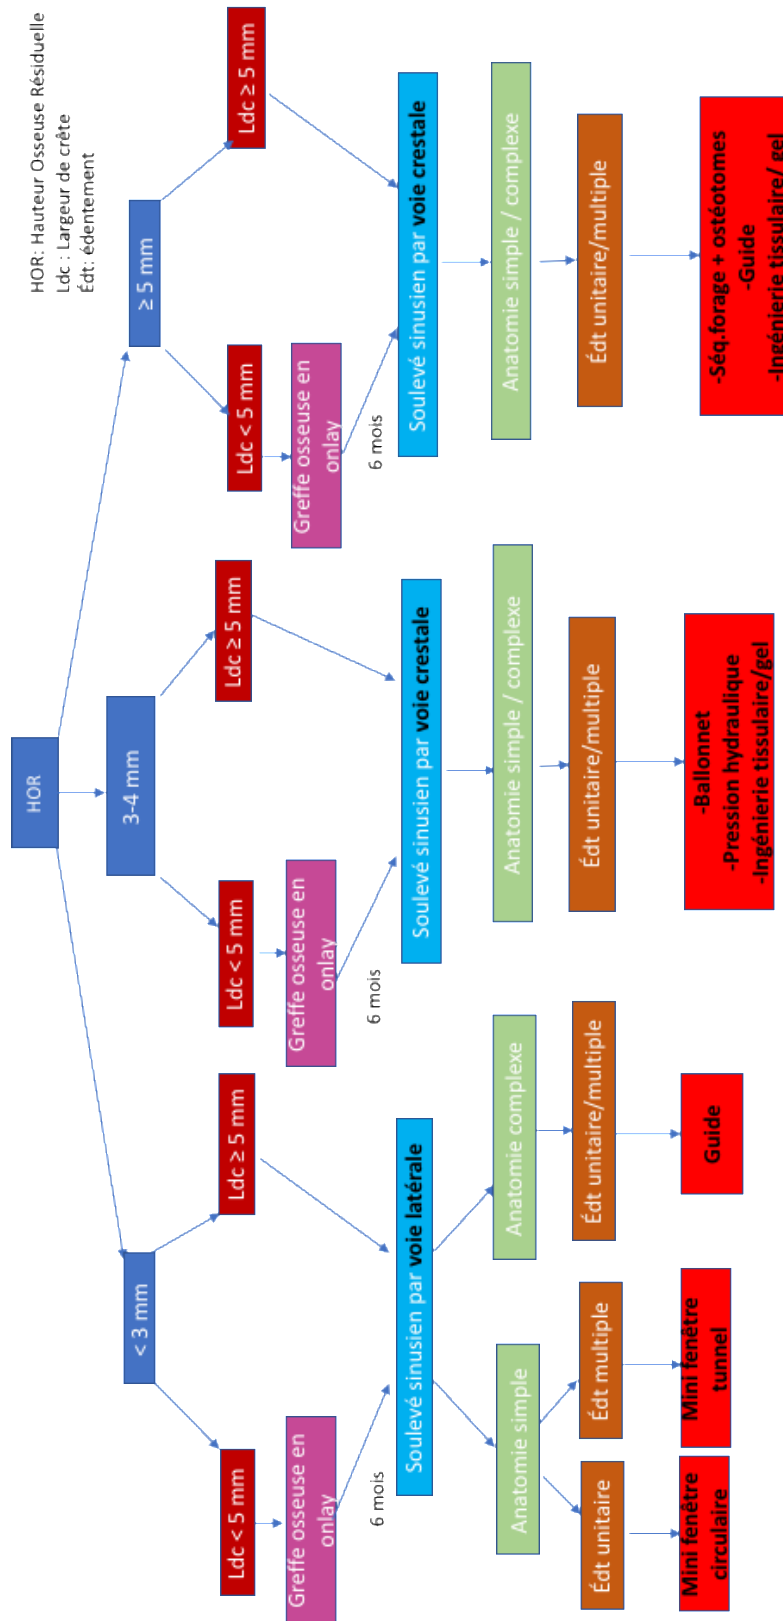 HOR: Hauteur Osseuse Résiduelle
Ldc : Largeur de crête
Édt: édentement
HOR
< 3 mm
3-4 mm
≥ 5 mm
Ldc < 5 mm
Ldc ≥ 5 mm
Ldc < 5 mm
Ldc ≥ 5 mm
Ldc < 5 mm
Ldc ≥ 5 mm
Greffe osseuse en
onlay
Greffe osseuse en
onlay
Greffe osseuse en
onlay
6 mois
6 mois
6 mois
Soulevé sinusien par voie latérale
Soulevé sinusien par voie crestale
Soulevé sinusien par voie crestale
Anatomie simple
Anatomie complexe
Anatomie simple / complexe
Anatomie simple / complexe
Édt unitaire
Édt multiple
Édt unitaire/multiple
Édt unitaire/multiple
Édt unitaire/multiple
Mini fenêtre
circulaire
Mini fenêtre
tunnel
Guide
-Ballonnet
-Pression hydraulique
-Ingénierie tissulaire/gel
-Séq.forage + ostéotomes
-Guide
-Ingénierie tissulaire/ gel